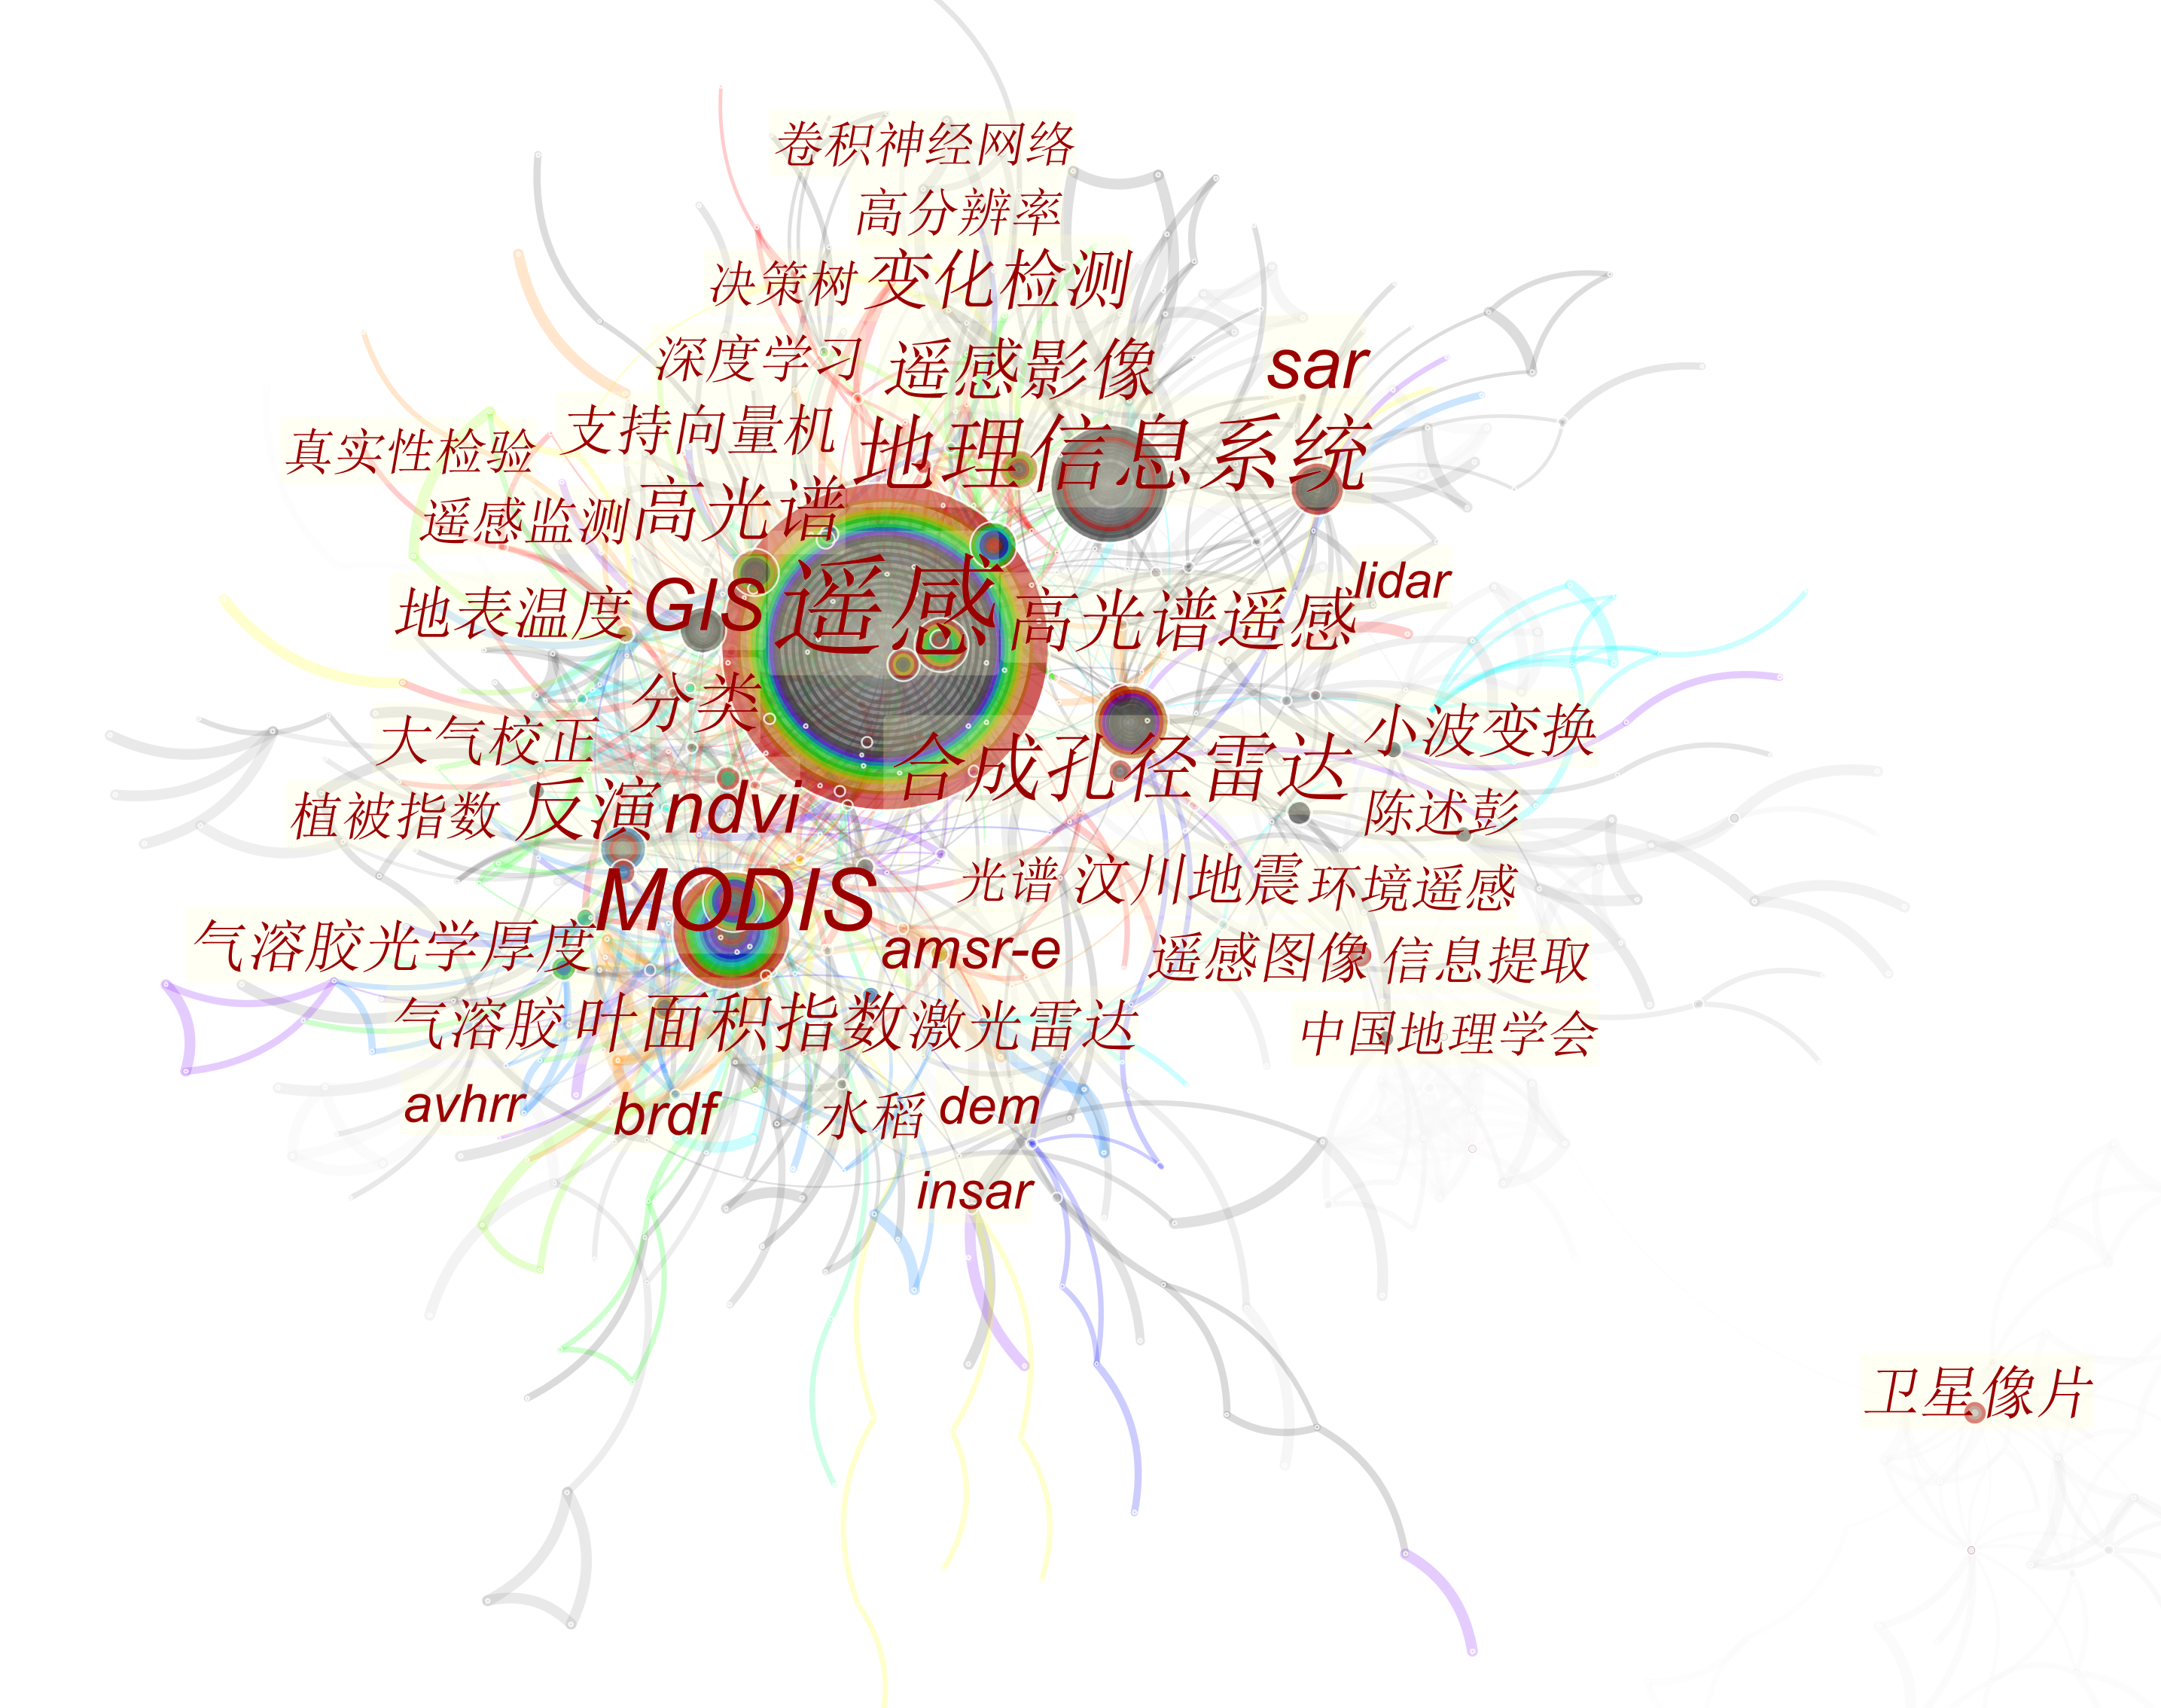 卷积神经网络
高分辨率
决策树
变化检测
深度学习
遥感影像
sar
支持向量机
地理信息系统
真实性检验
遥感监测
高光谱
地表温度
GIS
遥感
高光谱遥感
lidar
分类
大气校正
合成孔径雷达
小波变换
植被指数
反演
ndvi
陈述彭
MODIS
光谱
汶川地震
环境遥感
气溶胶光学厚度
amsr-e
遥感图像
信息提取
气溶胶
叶面积指数
激光雷达
中国地理学会
avhrr
brdf
水稻
dem
insar
卫星像片